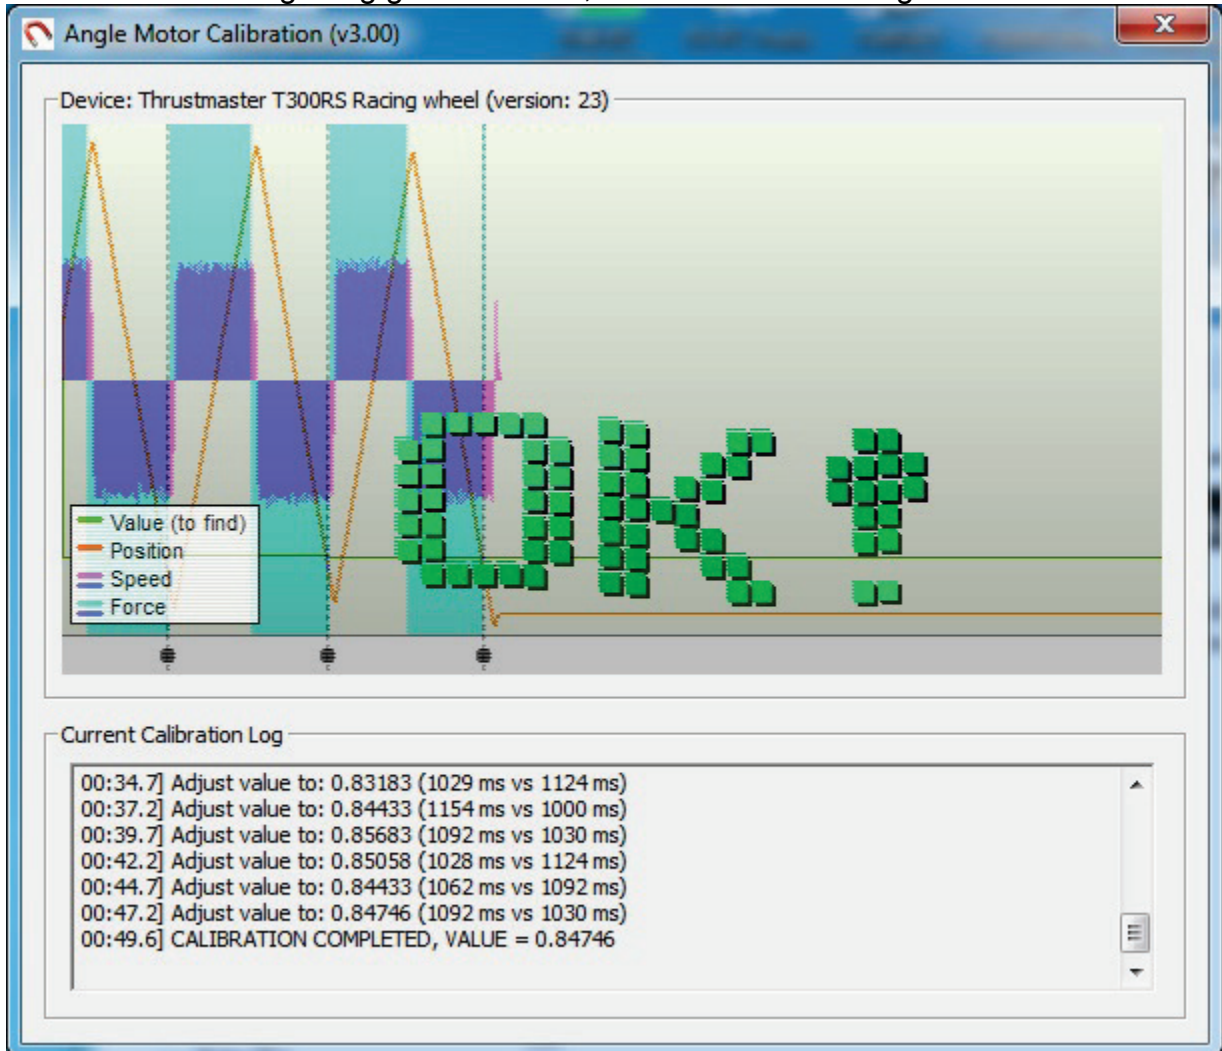 Angle Motor Calibration (v3.00)
Device: Thrustmaster T300RS Racing wheel (version: 23)
OK!
Value (to find)
Position
Speed
Force
Current Calibration Log
00:34.7] Adjust value to: 0.83183 (1029 ms vs 1124 ms)
00:37.2] Adjust value to: 0.84433 (1154 ms vs 1000 ms)
00:39.7] Adjust value to: 0.85683 (1092 ms vs 1030 ms)
00:42.2] Adjust value to: 0.85058 (1028 ms vs 1124 ms)
00:44.7] Adjust value to: 0.84433 (1062 ms vs 1092 ms)
00:47.2] Adjust value to: 0.84746 (1092 ms vs 1030 ms)
00:49.6] CALIBRATION COMPLETED, VALUE = 0.84746